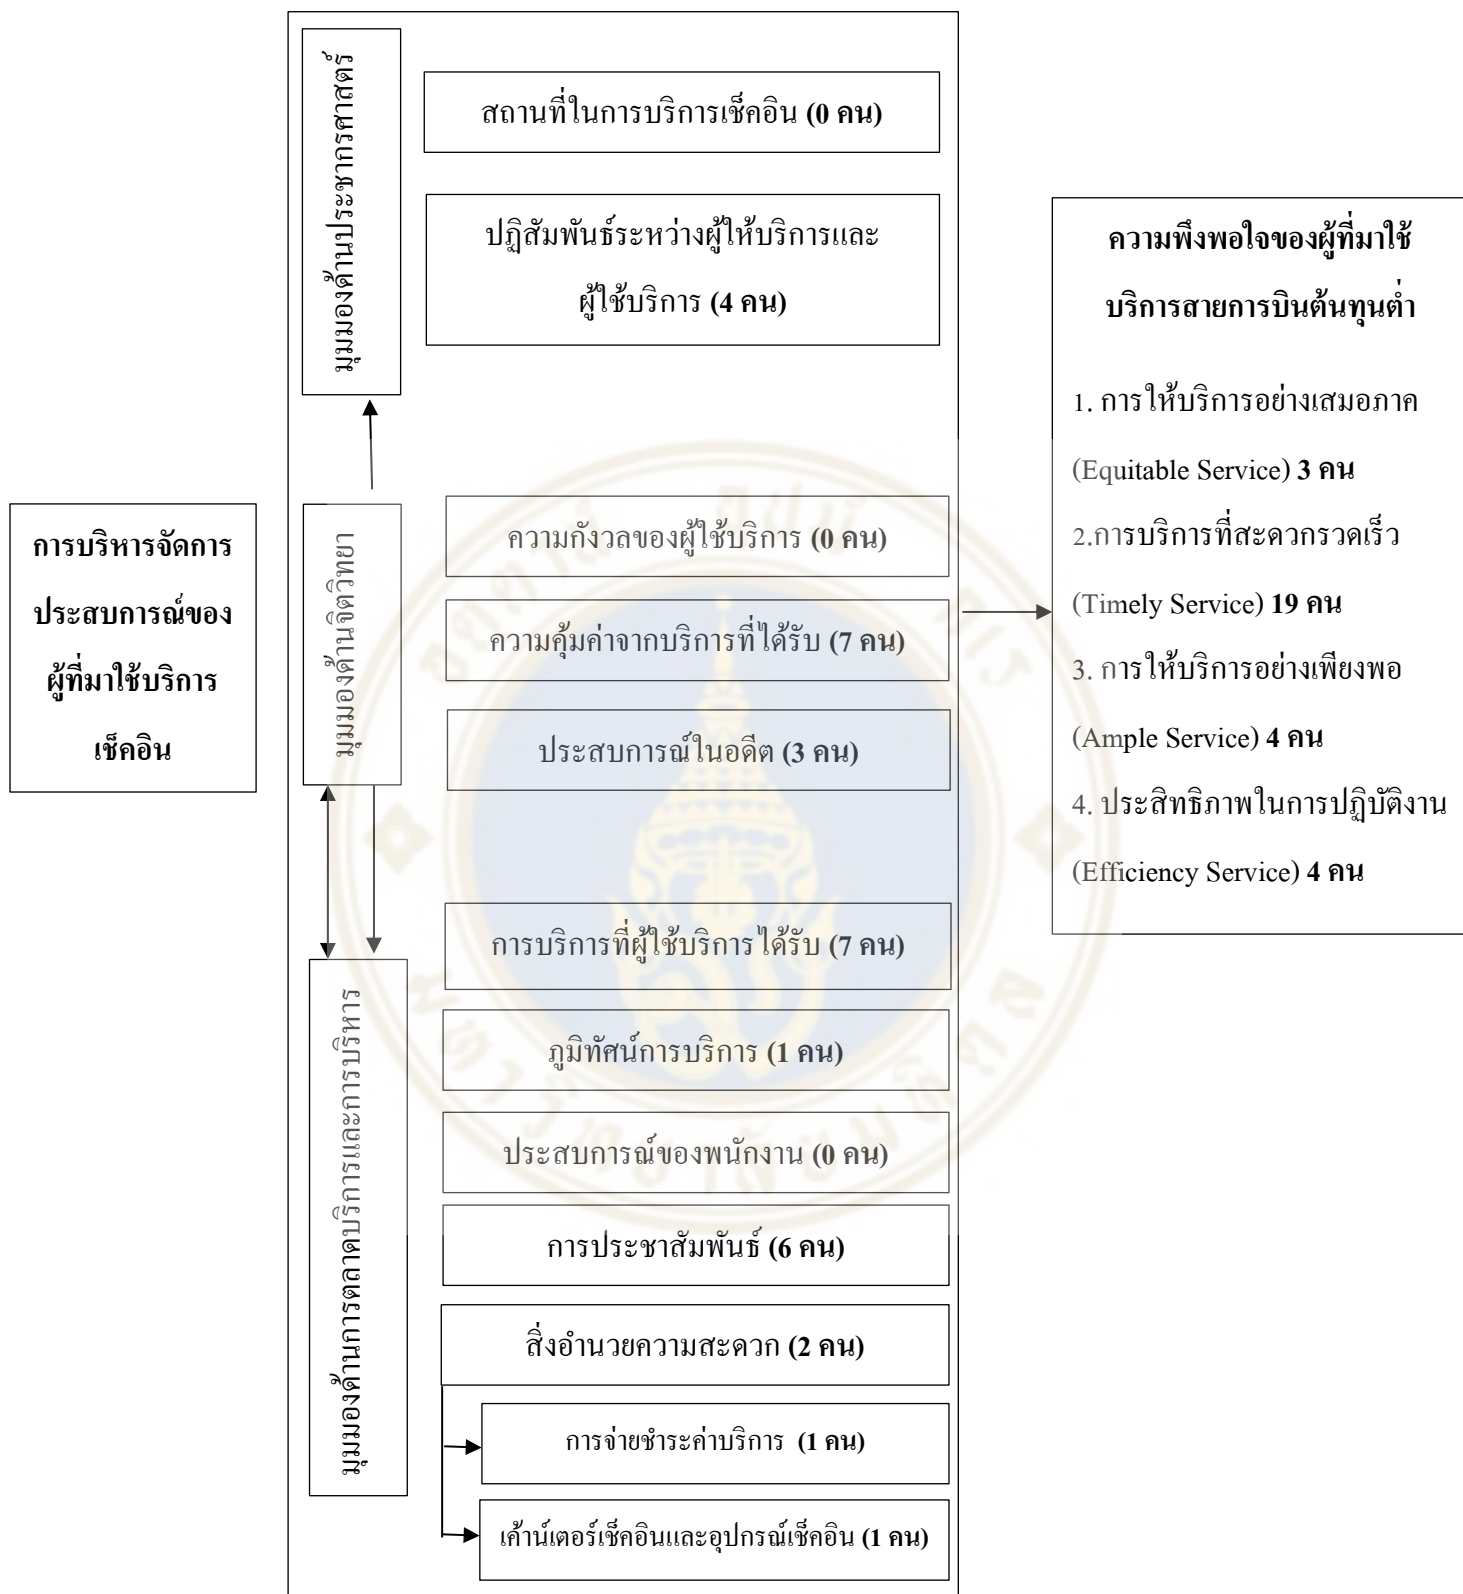 มุมมองด้านประชากรศาสตร์
สถานที่ในการบริการเช็คอิน (0 คน)
ปฏิสัมพันธ์ระหว่างผู้ให้บริการและ
ผู้ใช้บริการ (4 คน)
การบริหารจัดการ
ประสบการณ์ของ
ผู้ที่มาใช้บริการ
เช็คอิน
มุมมองด้านจิตวิทยา
ความกังวลของผู้ใช้บริการ (0 คน)
ความคุ้มค่าจากบริการที่ได้รับ (7 คน)
ประสบการณ์ในอดีต (3 คน)
มุมมองด้านการตลาดบริการและการบริหาร
การบริการที่ผู้ใช้บริการได้รับ (7 คน)
ภูมิทัศน์การบริการ (1 คน)
ประสบการณ์ของพนักงาน (0 คน)
การประชาสัมพันธ์ (6 คน)
สิ่งอำนวยความสะดวก (2 คน)
การจ่ายชำระค่าบริการ (1 คน)
เค้าน์เตอร์เช็คอินและอุปกรณ์เช็คอิน (1 คน)
ความพึงพอใจของผู้ที่มาใช้
บริการสายการบินต้นทุนต่ำ
1. การให้บริการอย่างเสมอภาค
(Equitable Service) 3 คน
2.การบริการที่สะดวกรวดเร็ว
(Timely Service) 19 คน
3. การให้บริการอย่างเพียงพอ
(Ample Service) 4 คน
4. ประสิทธิภาพในการปฏิบัติงาน
(Efficiency Service) 4 คน
มหาวิทยาลัยมหิดล